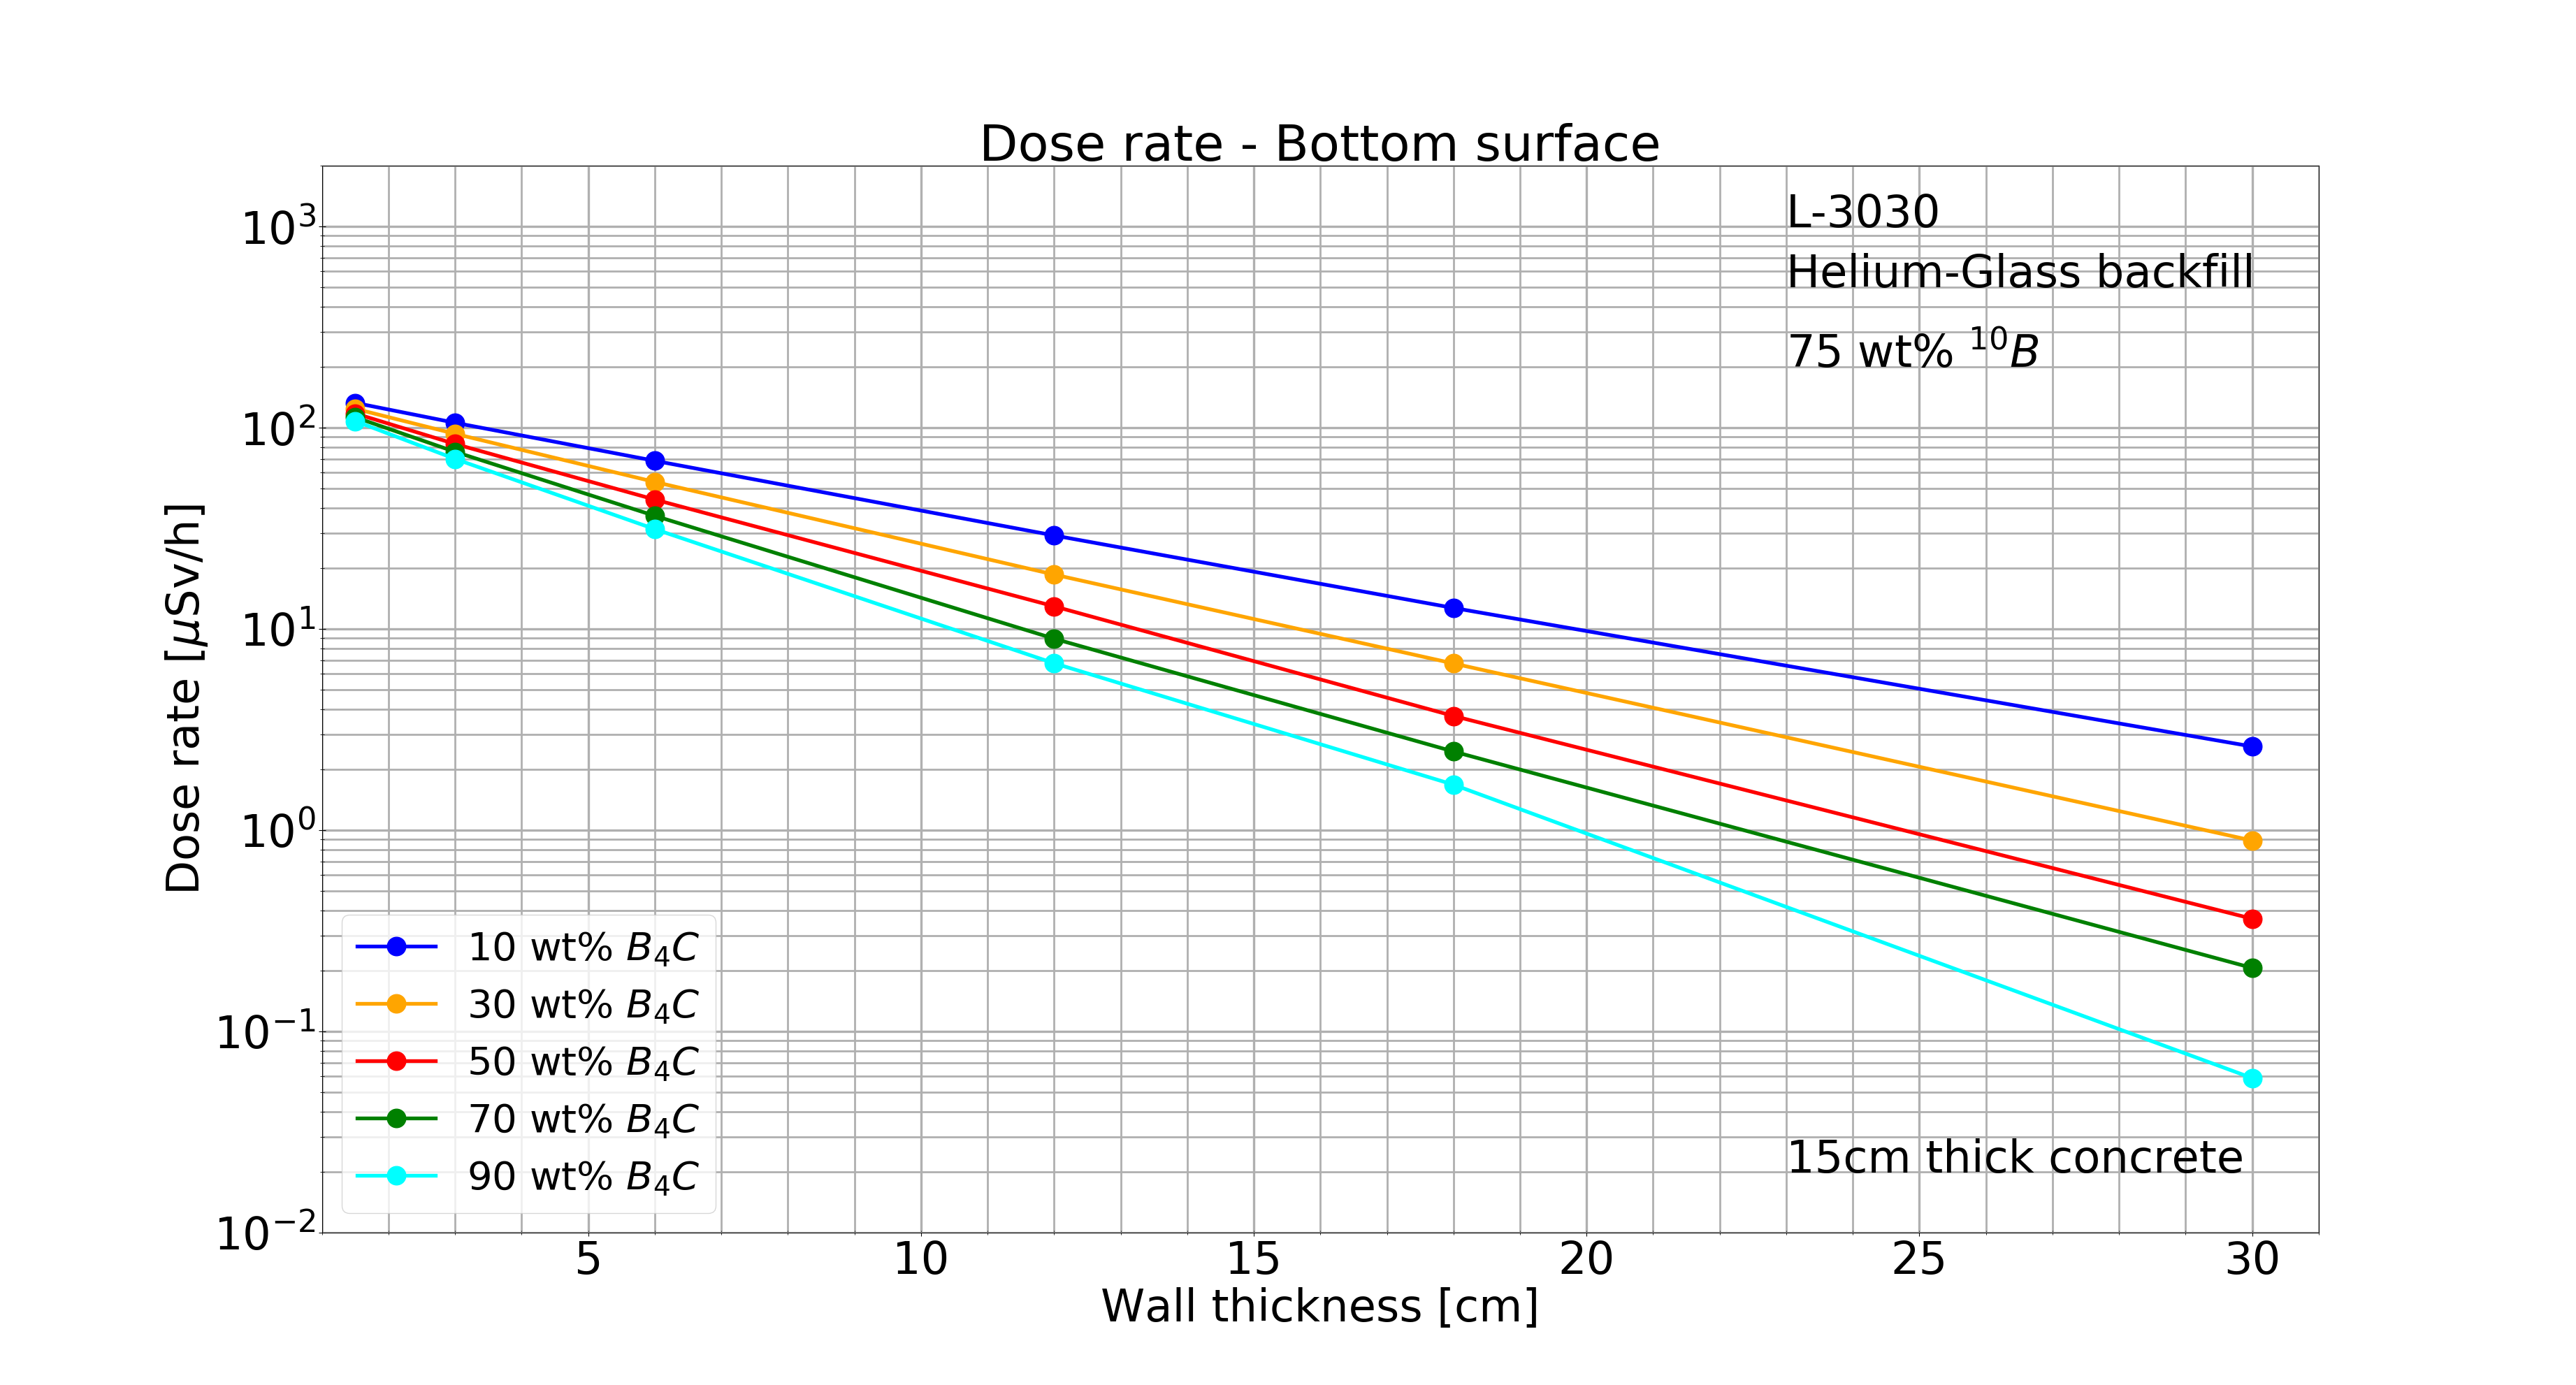 Dose rate - Bottom surface
L-3030
Helium-Glass backfill
75 wt% ¹⁰B
10³
10²
10¹
10⁰
10⁻¹
10⁻²
Dose rate [μSv/h]
10 wt% B₄C
30 wt% B₄C
50 wt% B₄C
70 wt% B₄C
90 wt% B₄C
15cm thick concrete
5 10 15 20 25 30
Wall thickness [cm]